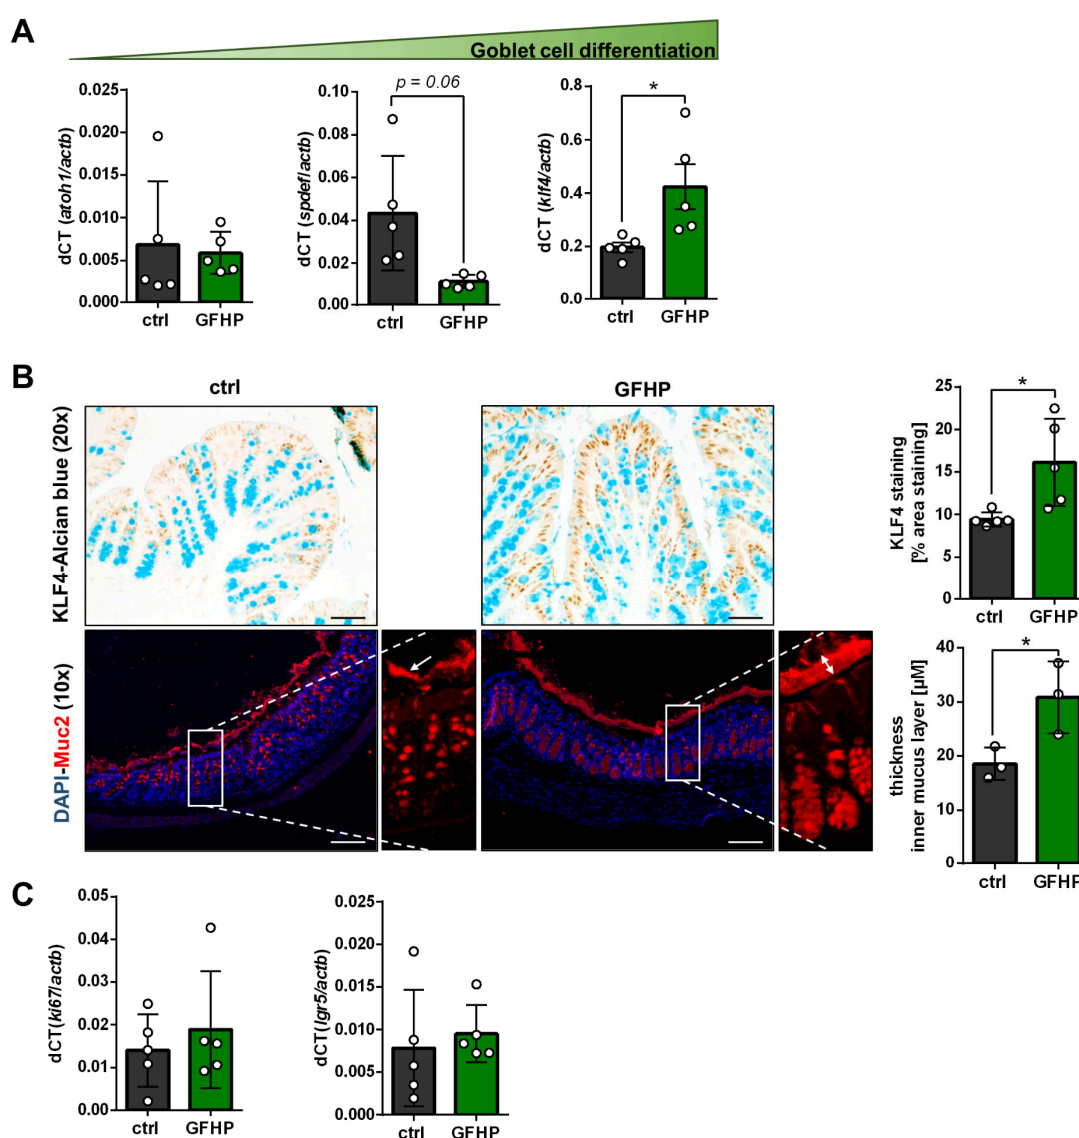 A
Goblet cell differentiation
dCT (atoh1/actb)
0.025
0.020
0.015
0.010
0.005
0.000
ctrl GFHP
p = 0.06
dCT (spdef/actb)
0.10
0.08
0.06
0.04
0.02
0.00
ctrl GFHP
*
dCT (klf4/actb)
0.8
0.6
0.4
0.2
0.0
ctrl GFHP
B
ctrl
GFHP
KLF4-Alcian blue (20x)
DAPI-Muc2 (10x)
*
KLF4 staining
[% area staining]
25
20
15
10
5
0
ctrl GFHP
*
thickness
inner mucus layer [µM]
40
30
20
10
0
ctrl GFHP
C
dCT(ki67/actb)
0.05
0.04
0.03
0.02
0.01
0.00
ctrl GFHP
dCT(lgr5/actb)
0.025
0.020
0.015
0.010
0.005
0.000
ctrl GFHP